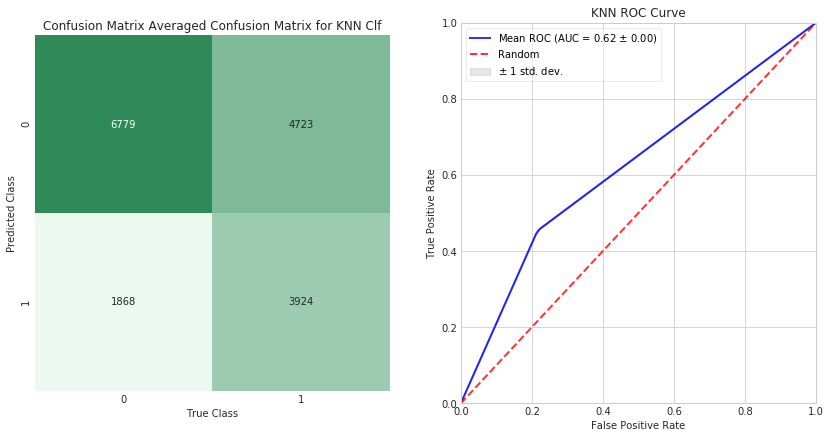 Confusion Matrix Averaged Confusion Matrix for KNN Clf
Predicted Class
0
6779 4723
1
1868 3924
0 1
True Class
KNN ROC Curve
True Positive Rate
1.0
0.8
0.6
0.4
0.2
0.0
Mean ROC (AUC = 0.62 ± 0.00)
Random
± 1 std. dev.
0.0 0.2 0.4 0.6 0.8 1.0
False Positive Rate